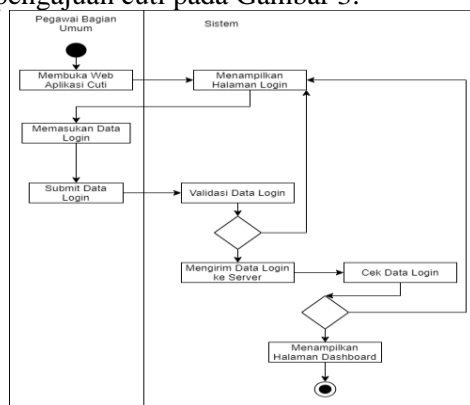 pengajuan cuti pada Gambar 3.
Pegawai Bagian
Umum
Sistem
Membuka Web
Aplikasi Cuti
Menampilkan
Halaman Login
Memasukan Data
Login
Submit Data
Login
Validasi Data Login
Mengirim Data Login
ke Server
Cek Data Login
Menampilkan
Halaman Dashboard